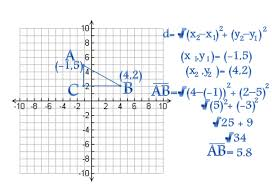 10
8
6
4
2
-2
-4
-6
-8
-10
-10 -6 -2 2 4 6 8 10
A
(-1,5)
(4,2)
C
B
d=√(x₂-x₁)²+(y₂-y₁)²
(x₁,y₁) = (-1,5)
(x₂,y₂) = (4,2)
AB=√(4-(-1))²+(2-5)²
√(5)²+(-3)²
√25 + 9
√34
AB = 5.8